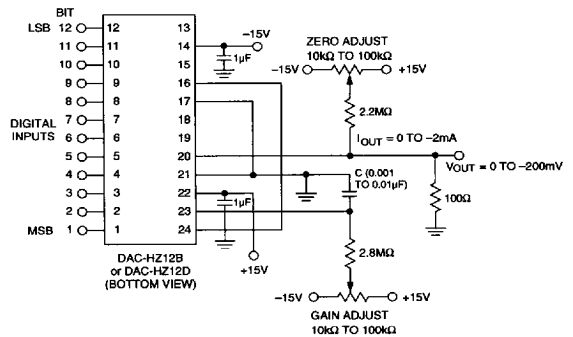 BIT
LSB 12 12 13
11 11 14 -15V
10 10 15 1µF
9 9 16
8 8 17
DIGITAL INPUTS
7 7 18
6 6 19
5 5 20
4 4 21
3 3 22 1µF
2 2 23
MSB 1 1 24
+15V
DAC-HZ12B
or DAC-HZ12D
(BOTTOM VIEW)
ZERO ADJUST
10kΩ TO 100kΩ
-15V +15V
2.2MΩ
IOUT = 0 TO -2mA
VOUT = 0 TO -200mV
C (0.001
TO 0.01µF)
100Ω
2.8MΩ
-15V +15V
GAIN ADJUST
10kΩ TO 100kΩ